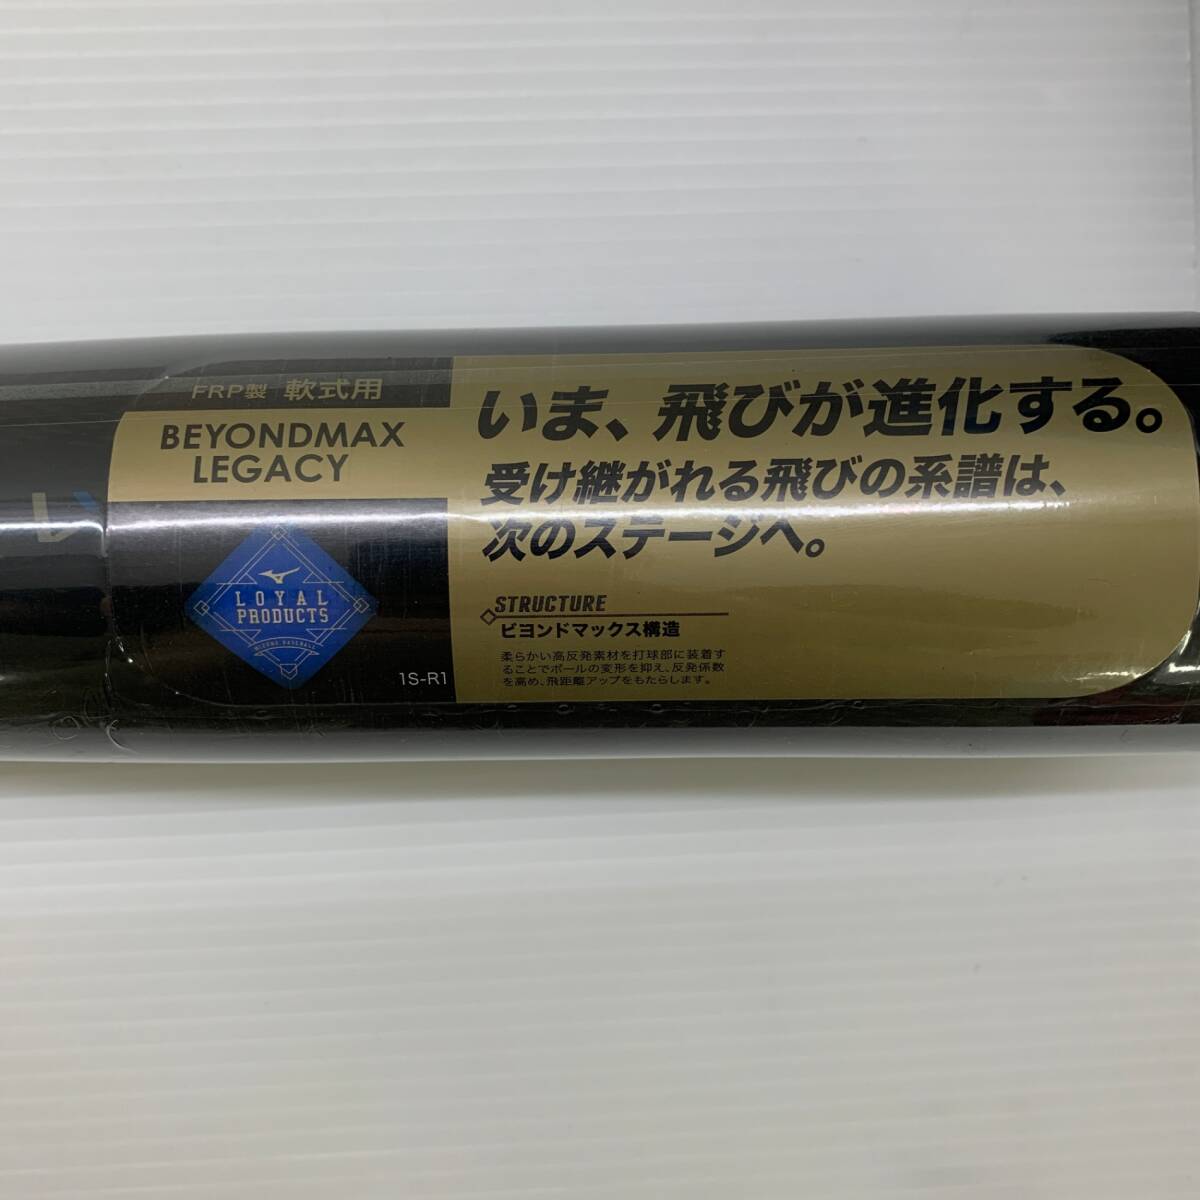 FRP製 軟式用
BEYONDMAX
LEGACY
LOYAL
PRODUCTS
MIZUNO BASEBALL
1S-R1
いま、飛びが進化する。
受け継がれる飛びの系譜は、
次のステージへ。
STRUCTURE
ビヨンドマックス構造
柔らかい高反発素材を打球部に装着す
ることでボールの変形を抑え、反発係数
を高め、飛距離アップをもたらします。